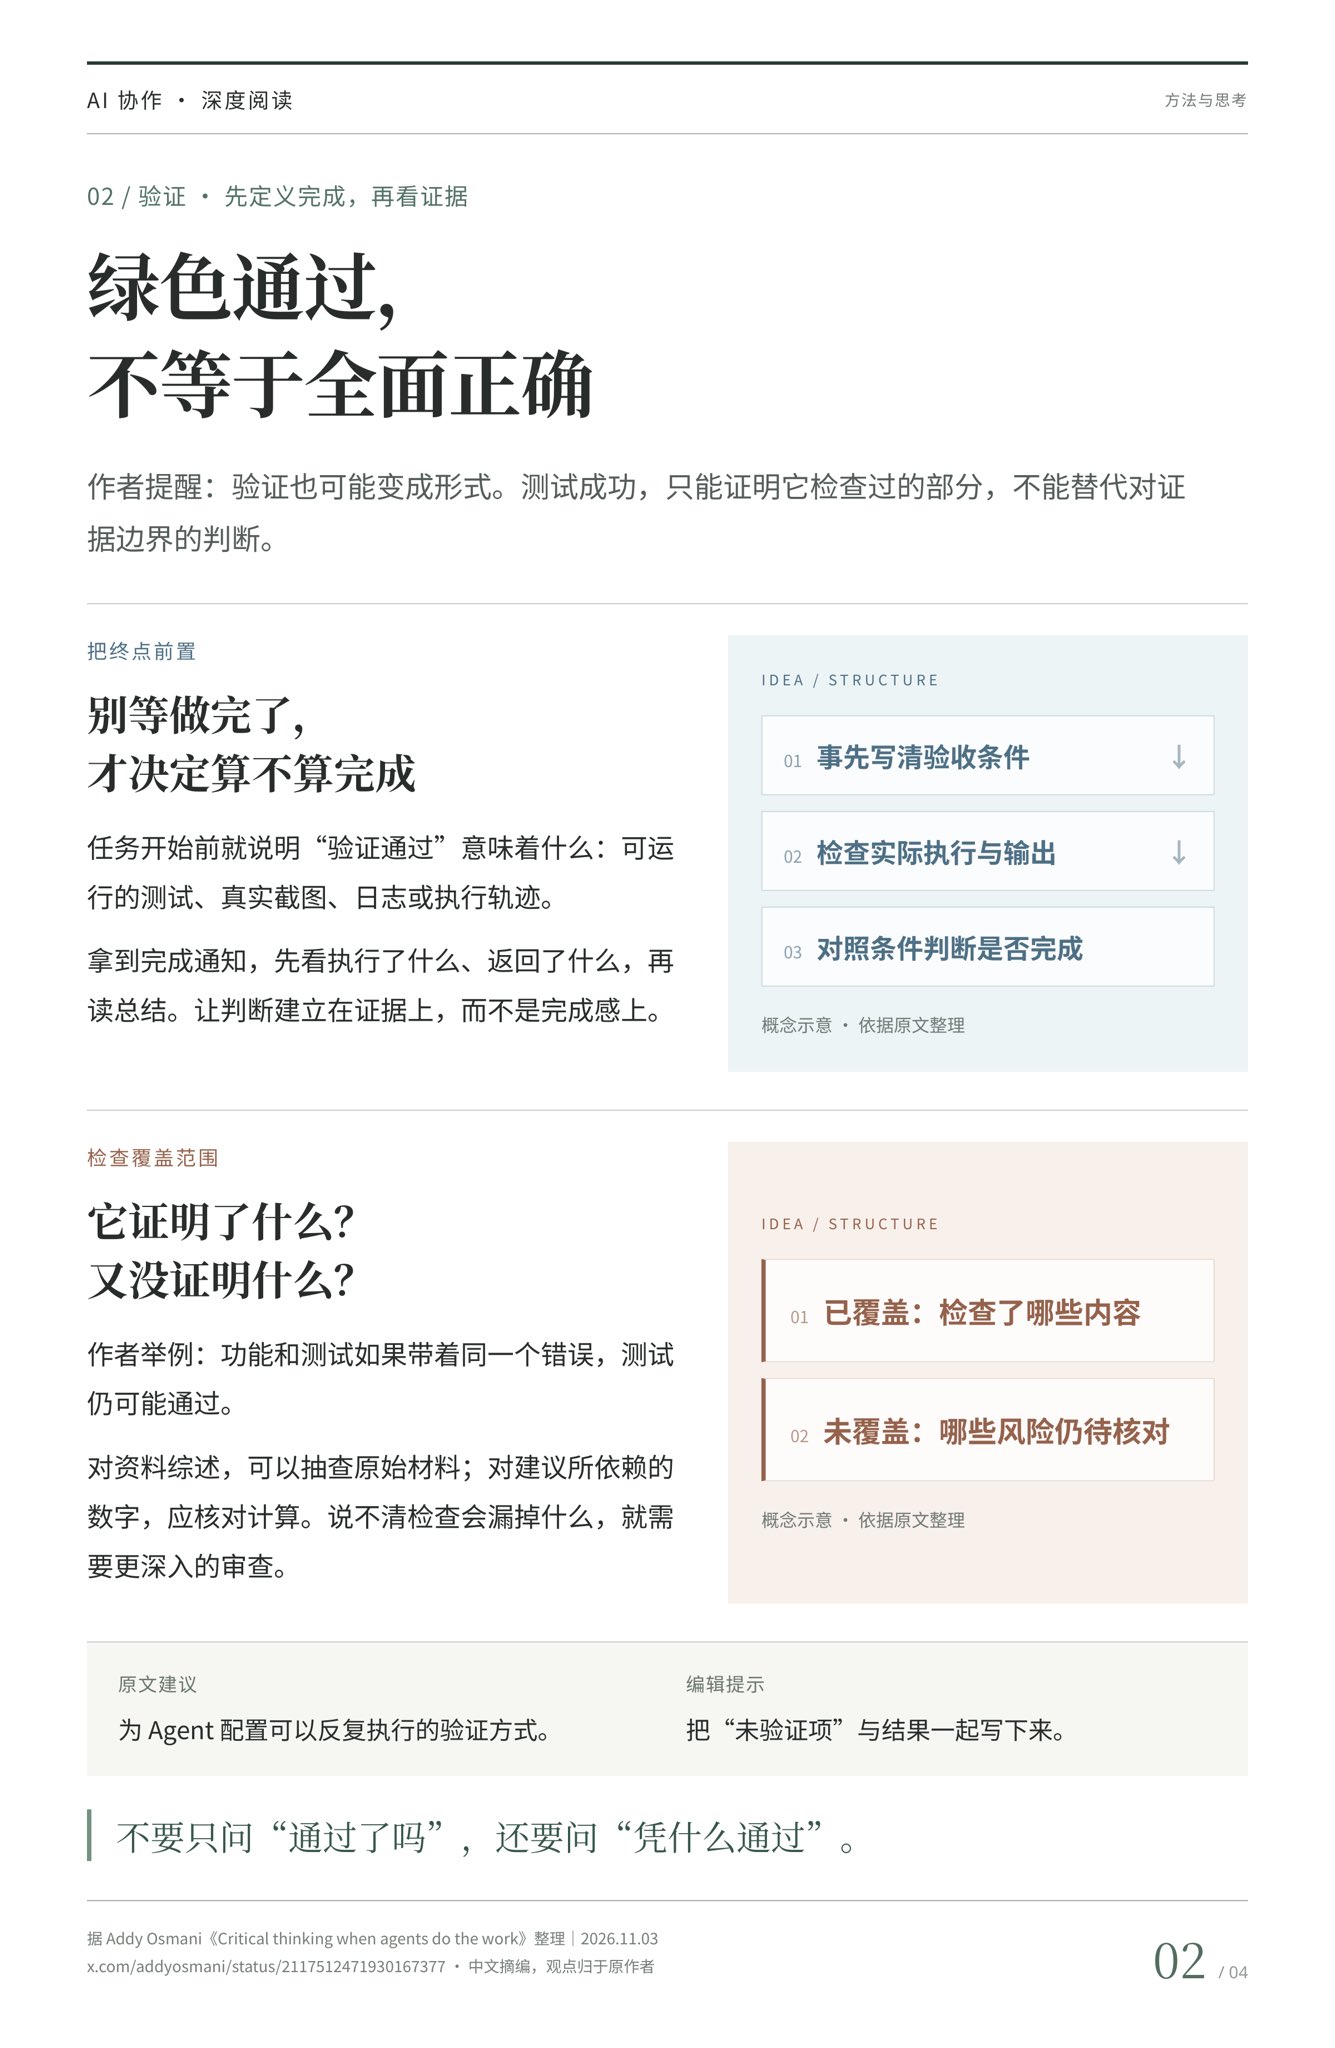 AI 协作 · 深度阅读
方法与思考
02 / 验证 · 先定义完成，再看证据
绿色通过，
不等于全面正确
作者提醒：验证也可能变成形式。测试成功，只能证明它检查过的部分，不能替代对证
据边界的判断。
把终点前置
别等做完了，
才决定算不算完成
任务开始前就说明“验证通过”意味着什么：可运
行的测试、真实截图、日志或执行轨迹。
拿到完成通知，先看执行了什么、返回了什么，再
读总结。让判断建立在证据上，而不是完成感上。
IDEA / STRUCTURE
01 事先写清验收条件 ↓
02 检查实际执行与输出 ↓
03 对照条件判断是否完成
概念示意 · 依据原文整理
检查覆盖范围
它证明了什么？
又没证明什么？
作者举例：功能和测试如果带着同一个错误，测试
仍可能通过。
对资料综述，可以抽查原始材料；对建议所依赖的
数字，应核对计算。说不清检查会漏掉什么，就需
要更深入的审查。
IDEA / STRUCTURE
01 已覆盖：检查了哪些内容
02 未覆盖：哪些风险仍待核对
概念示意 · 依据原文整理
原文建议
为 Agent 配置可以反复执行的验证方式。
编辑提示
把“未验证项”与结果一起写下来。
不要只问“通过了吗”，还要问“凭什么通过”。
据 Addy Osmani《Critical thinking when agents do the work》整理｜2026.11.03
x.com/addyosmani/status/2117512471930167377 · 中文摘编，观点归于原作者
02 / 04